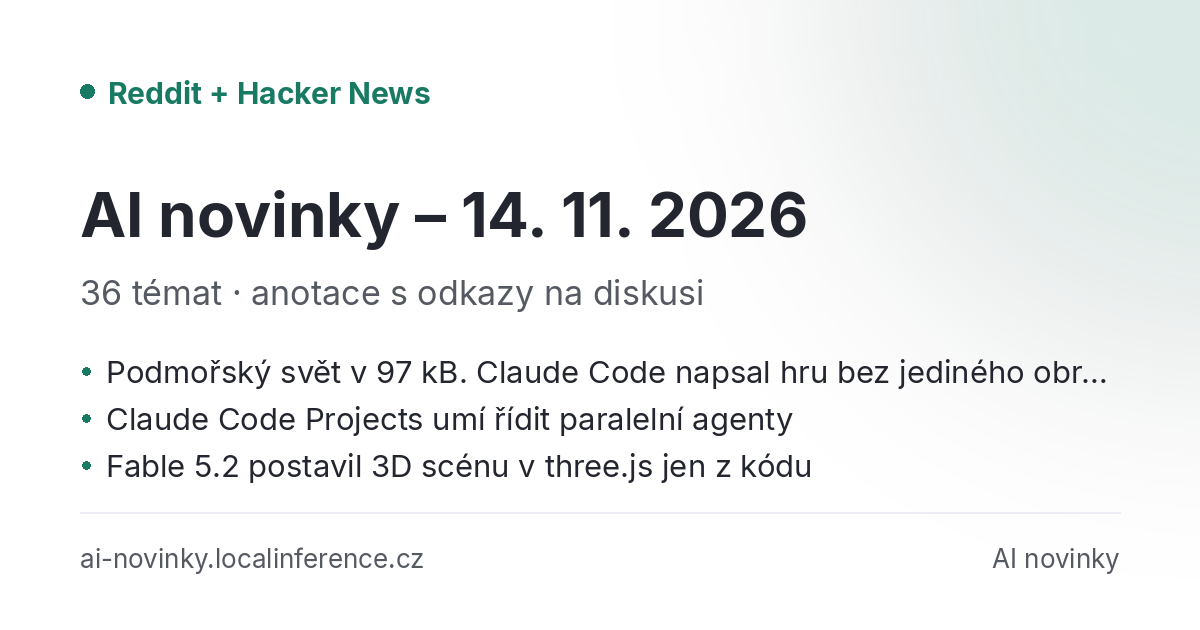 Reddit + Hacker News
AI novinky – 14. 11. 2026
36 témat · anotace s odkazy na diskusi
• Podmořský svět v 97 kB. Claude Code napsal hru bez jediného obr…
• Claude Code Projects umí řídit paralelní agenty
• Fable 5.2 postavil 3D scénu v three.js jen z kódu
ai-novinky.localinference.cz
AI novinky